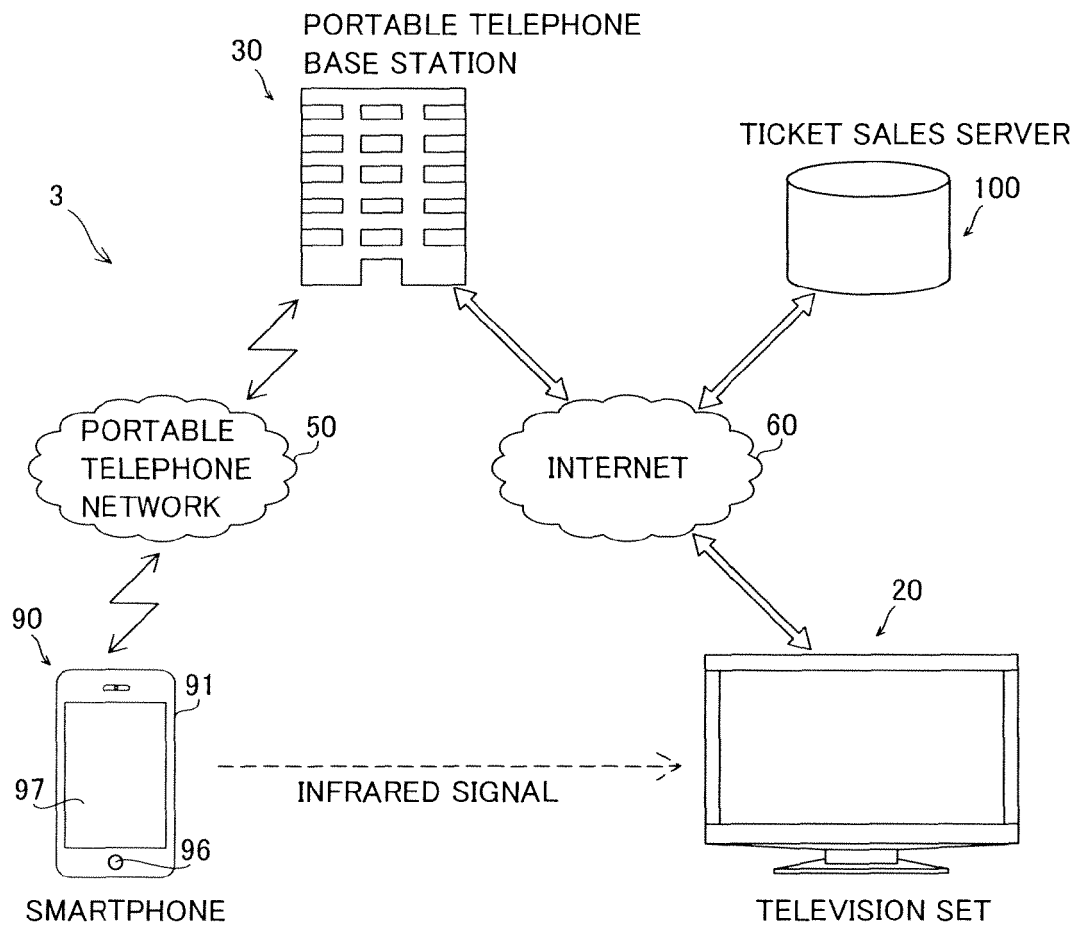 PORTABLE TELEPHONE
BASE STATION
30
TICKET SALES SERVER
100
3
PORTABLE
TELEPHONE
NETWORK
50
INTERNET
60
90
20
91
97
INFRARED SIGNAL
96
SMARTPHONE
TELEVISION SET